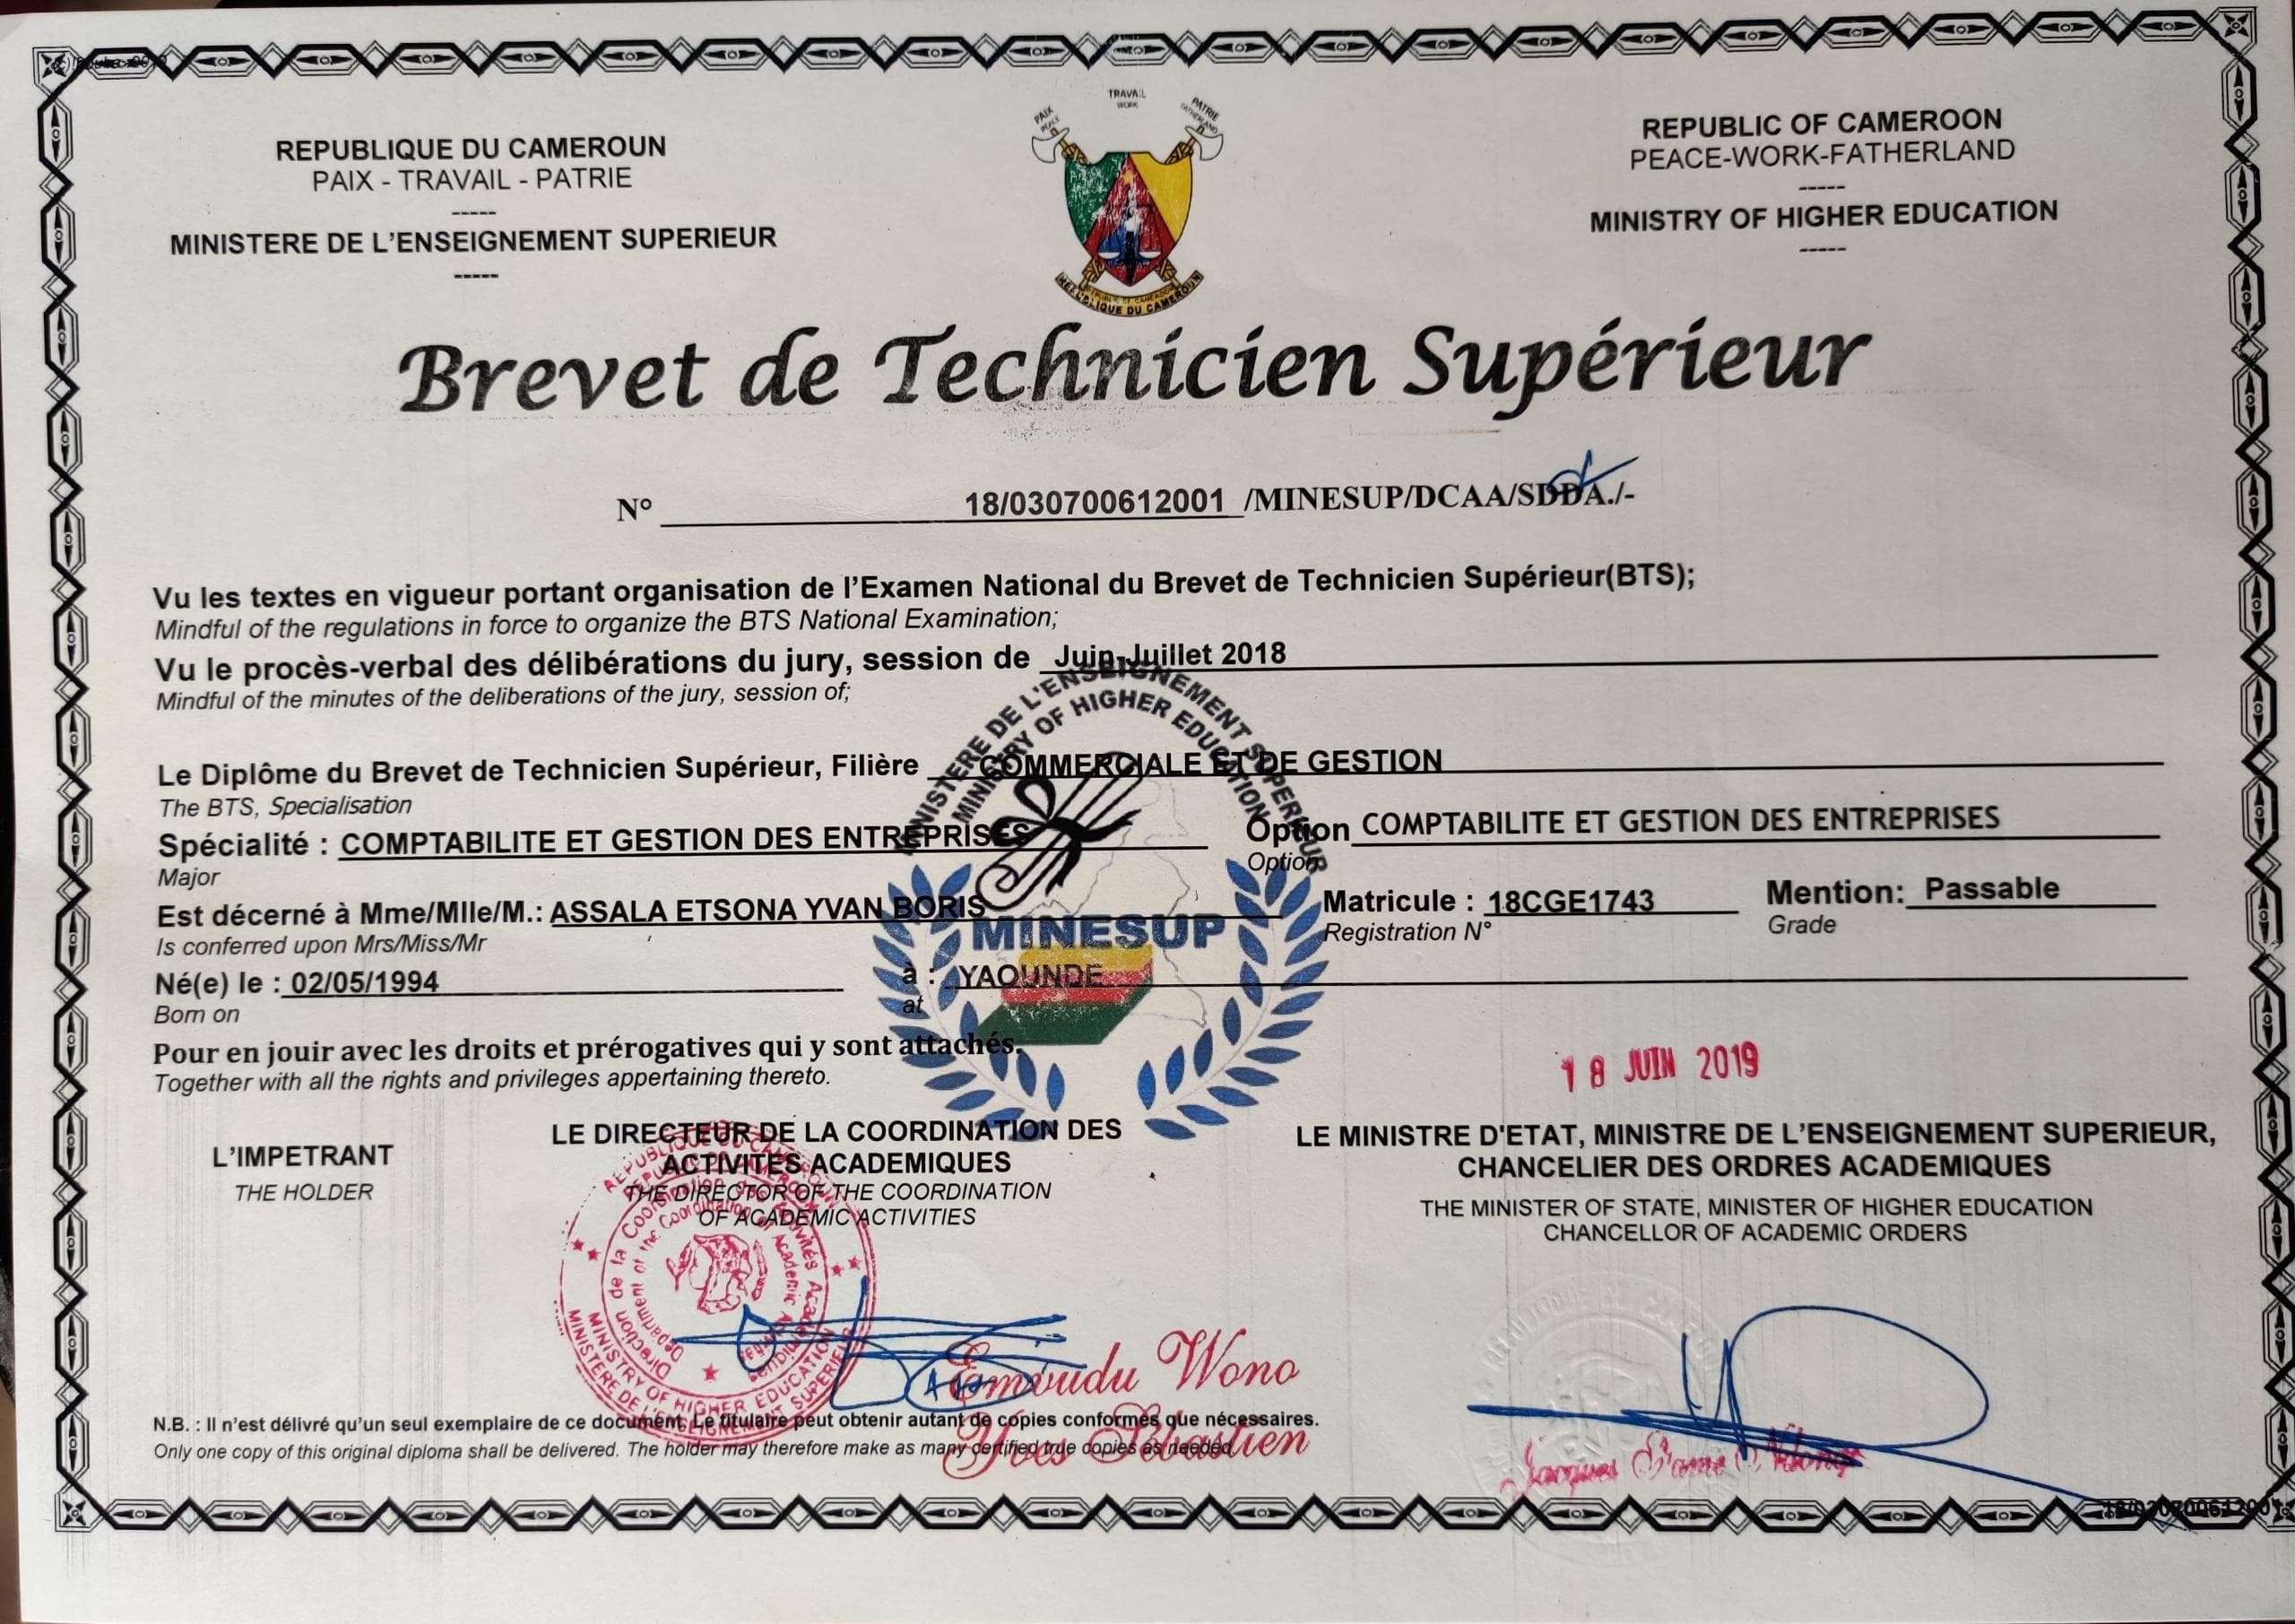 TRAVAIL
WORK
PAIX
PEACE
PATRIE
FATHERLAND
REPUBLIQUE DU CAMEROUN
PAIX - TRAVAIL - PATRIE
-----
MINISTERE DE L'ENSEIGNEMENT SUPERIEUR
-----
REPUBLIC OF CAMEROON
PEACE-WORK-FATHERLAND
-----
MINISTRY OF HIGHER EDUCATION
-----
REPUBLIQUE DU CAMEROUN
Brevet de Technicien Supérieur
N° 18/030700612001 /MINESUP/DCAA/SDDA./-
Vu les textes en vigueur portant organisation de l'Examen National du Brevet de Technicien Supérieur(BTS);
Mindful of the regulations in force to organize the BTS National Examination;
Vu le procès-verbal des délibérations du jury, session de Juin-Juillet 2018
Mindful of the minutes of the deliberations of the jury, session of;
MINISTERE DE L'ENSEIGNEMENT SUPERIEUR
MINISTRY OF HIGHER EDUCATION
Le Diplôme du Brevet de Technicien Supérieur, Filière COMMERCIALE ET DE GESTION
The BTS, Specialisation
Spécialité : COMPTABILITE ET GESTION DES ENTREPRISES Option COMPTABILITE ET GESTION DES ENTREPRISES
Major Option
Est décerné à Mme/Mlle/M.: ASSALA ETSONA YVAN BORIS Matricule : 18CGE1743 Mention: Passable
Is conferred upon Mrs/Miss/Mr Registration N° Grade
MINESUP
Né(e) le : 02/05/1994 à : YAOUNDE
Born on at
Pour en jouir avec les droits et prérogatives qui y sont attachés.
Together with all the rights and privileges appertaining thereto.
18 JUIN 2019
L'IMPETRANT
THE HOLDER
LE DIRECTEUR DE LA COORDINATION DES
ACTIVITES ACADEMIQUES
THE DIRECTOR OF THE COORDINATION
OF ACADEMIC ACTIVITIES
LE MINISTRE D'ETAT, MINISTRE DE L'ENSEIGNEMENT SUPERIEUR,
CHANCELIER DES ORDRES ACADEMIQUES
THE MINISTER OF STATE, MINISTER OF HIGHER EDUCATION
CHANCELLOR OF ACADEMIC ORDERS
REPUBLIQUE DU CAMEROUN
REPUBLIC OF CAMEROON
Direction de la Coordination des Activités Académiques
Department of the Coordination of Academic Activities
MINISTRY OF HIGHER EDUCATION
MINISTERE DE L'ENSEIGNEMENT SUPERIEUR
Emvudu Wono
Yves Sébastien
Jacques Fame Ndongo
N.B. : Il n'est délivré qu'un seul exemplaire de ce document. Le titulaire peut obtenir autant de copies conformes que nécessaires.
Only one copy of this original diploma shall be delivered. The holder may therefore make as many certified true copies as needed.
18/030700612001